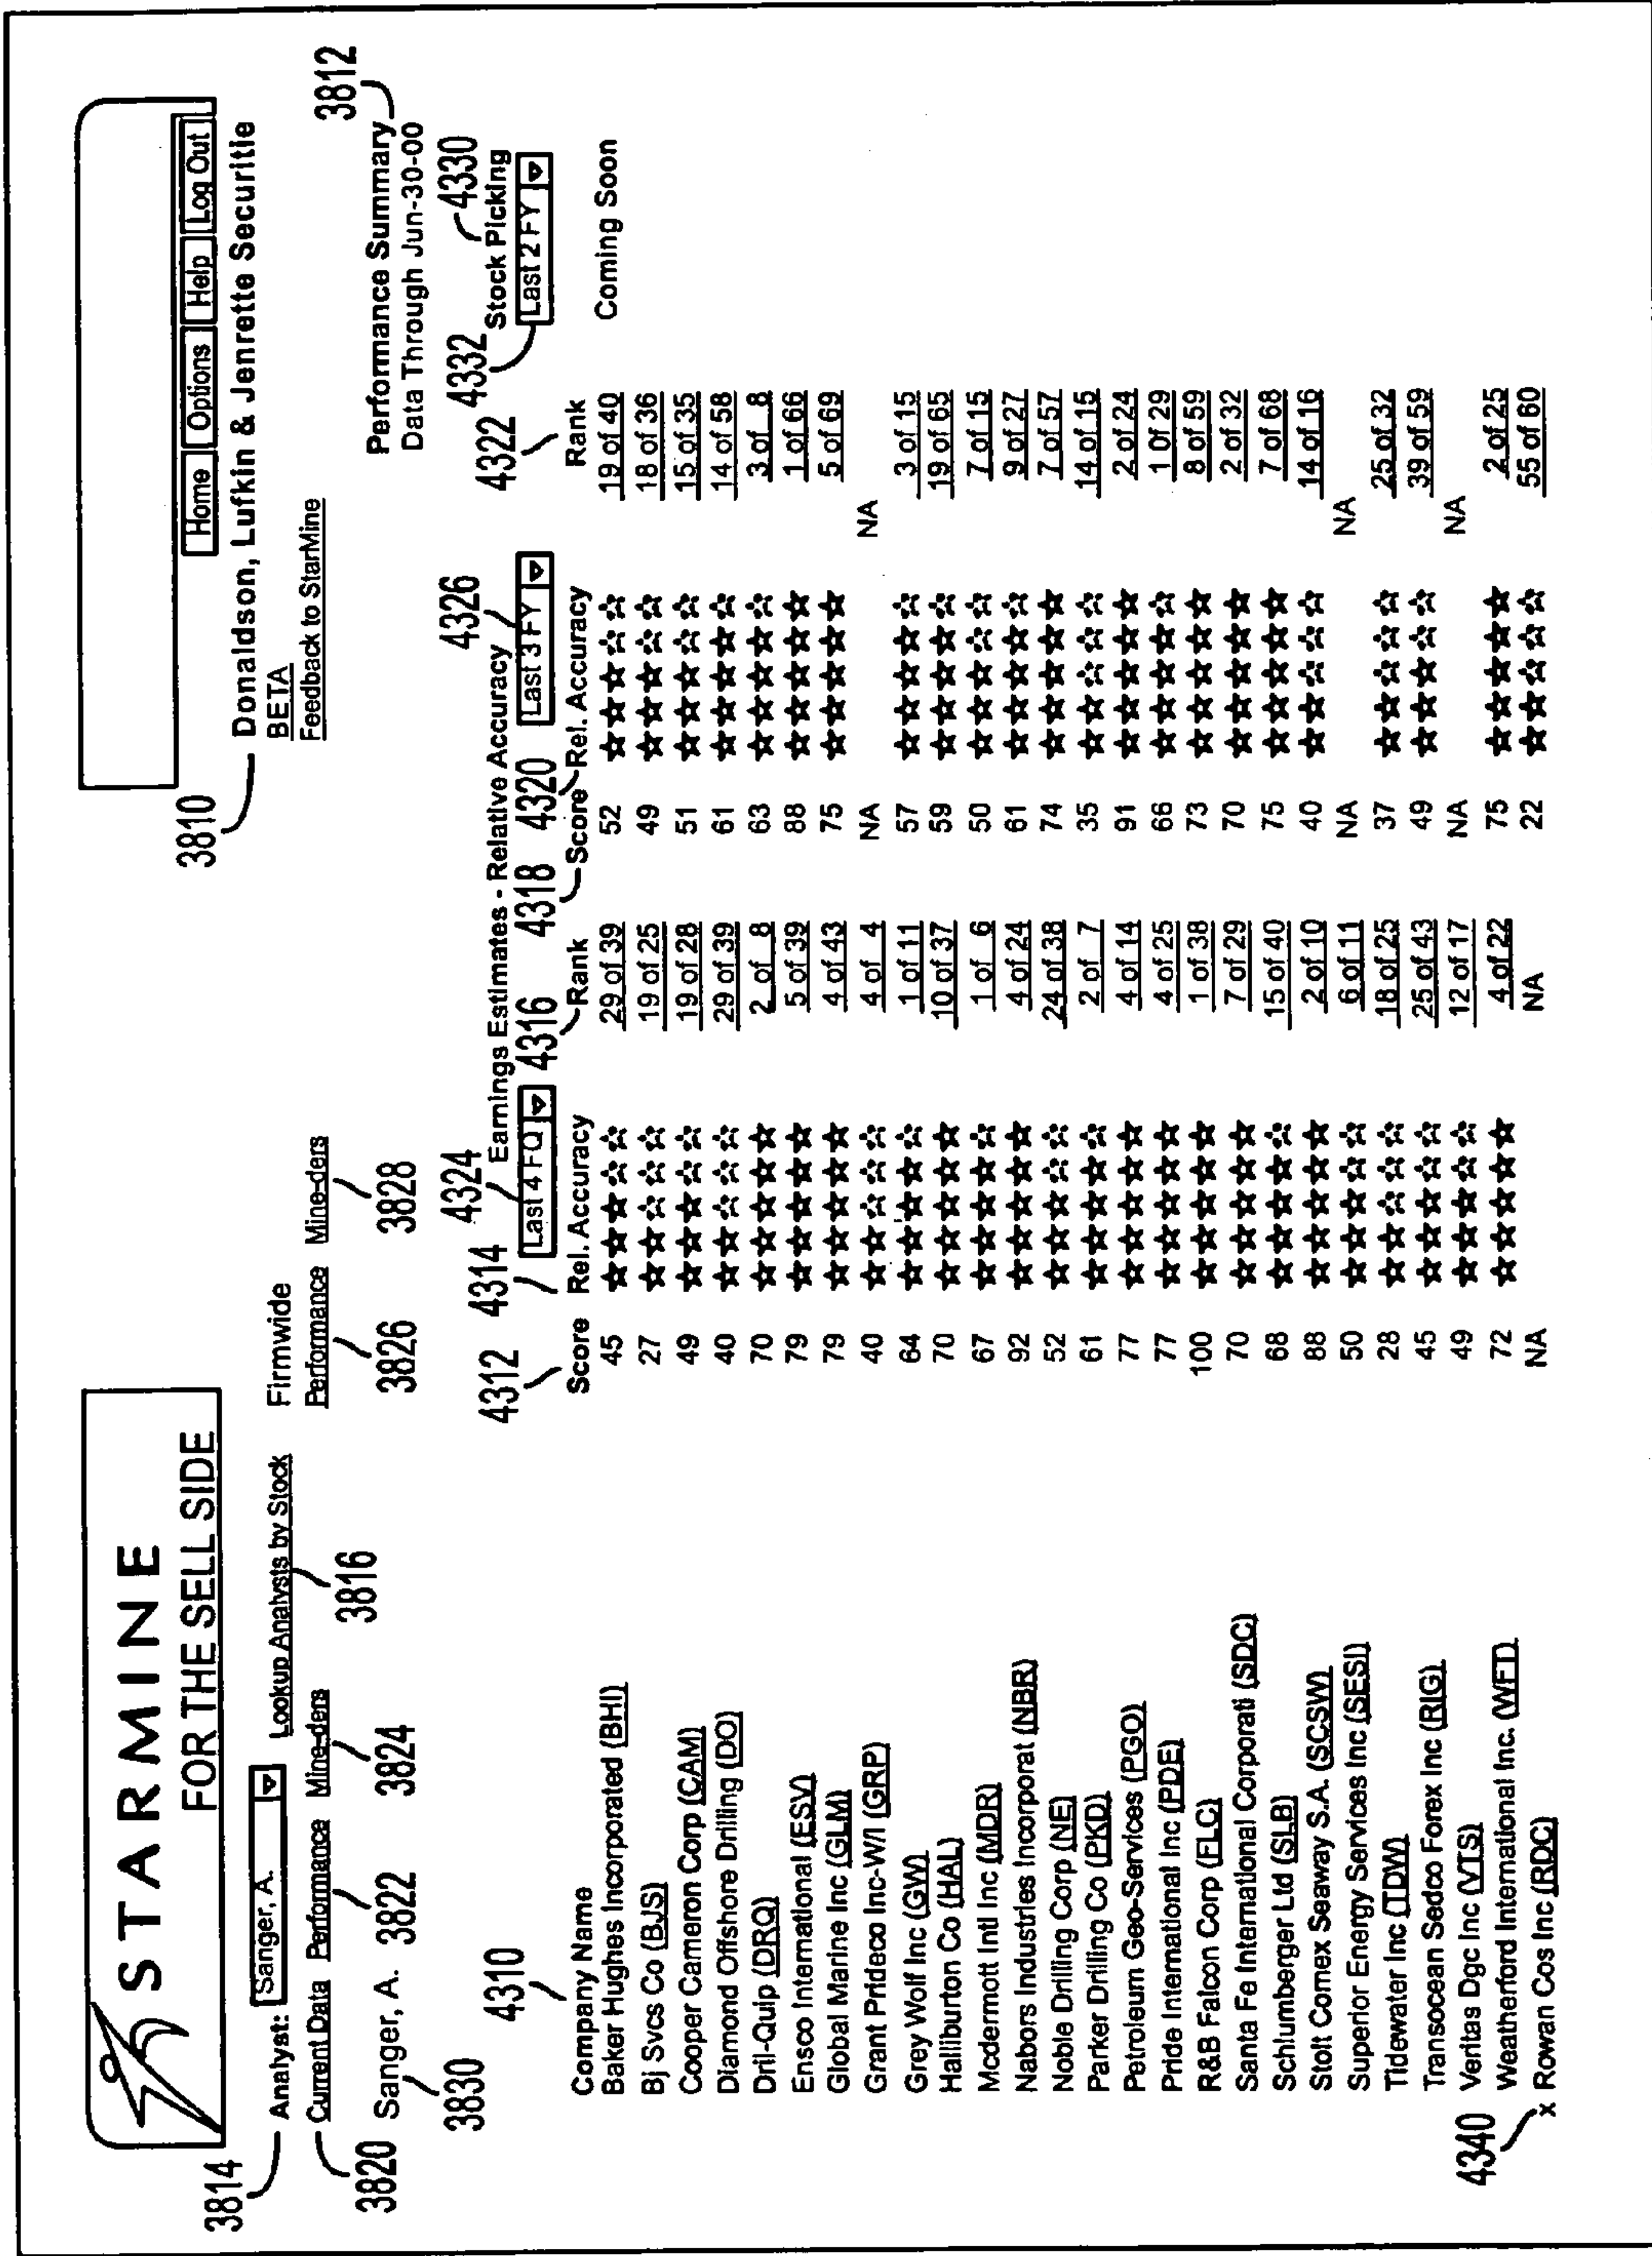 STARMINE
FOR THE SELL SIDE
Home Options Help Log Out
3814 3810
Analyst: Sanger, A. Lookup Analysts by Stock Firmwide Donaldson, Lufkin & Jenrette Securitie
Current Data Performance Mine-ders Performance Mine-ders BETA
Feedback to StarMine
3812
3820 Sanger, A. 3822 3824 3816 3826 3828 Performance Summary
3830 Data Through Jun-30-00
4310 4312 4314 4324 4326 4322 4332 4330
Earnings Estimates - Relative Accuracy Stock Picking
Last 4 FQ 4316 4318 4320 Last 3 FY Last 2 FY
Company Name Score Rel. Accuracy Rank Score Rel. Accuracy Rank
Baker Hughes Incorporated (BHI) 45 29 of 39 52 19 of 40 Coming Soon
Bj Svcs Co (BJS) 27 19 of 25 49 18 of 36
Cooper Cameron Corp (CAM) 49 19 of 28 51 15 of 35
Diamond Offshore Drilling (DO) 40 29 of 39 61 14 of 58
Dril-Quip (DRQ) 70 2 of 8 63 3 of 8
Ensco International (ESV) 79 5 of 39 88 1 of 66
Global Marine Inc (GLM) 79 4 of 43 75 5 of 69
Grant Prideco Inc-W/I (GRP) 40 4 of 4 NA NA
Grey Wolf Inc (GW) 64 1 of 11 57 3 of 15
Halliburton Co (HAL) 70 10 of 37 59 19 of 65
Mcdermott Intl Inc (MDR) 67 1 of 6 50 7 of 15
Nabors Industries Incorporat (NBR) 92 4 of 24 61 9 of 27
Noble Drilling Corp (NE) 52 24 of 38 74 7 of 57
Parker Drilling Co (PKD) 61 2 of 7 35 14 of 15
Petroleum Geo-Services (PGO) 77 4 of 14 91 2 of 24
Pride International Inc (PDE) 77 4 of 25 66 1 0f 29
R&B Falcon Corp (FLC) 100 1 of 38 73 8 of 59
Santa Fe International Corporati (SDC) 70 7 of 29 70 2 of 32
Schlumberger Ltd (SLB) 68 15 of 40 75 7 of 68
Stolt Comex Seaway S.A. (SCSW) 88 2 of 10 40 14 of 16
Superior Energy Services Inc (SESI) 50 6 of 11 NA NA
Tidewater Inc (TDW) 28 18 of 25 37 25 of 32
Transocean Sedco Forex Inc (RIG) 45 25 of 43 49 39 of 59
Veritas Dgc Inc (VTS) 49 12 of 17 NA NA
4340
Weatherford International Inc. (WFT) 72 4 of 22 75 2 of 25
x Rowan Cos Inc (RDC) NA NA 22 55 of 60